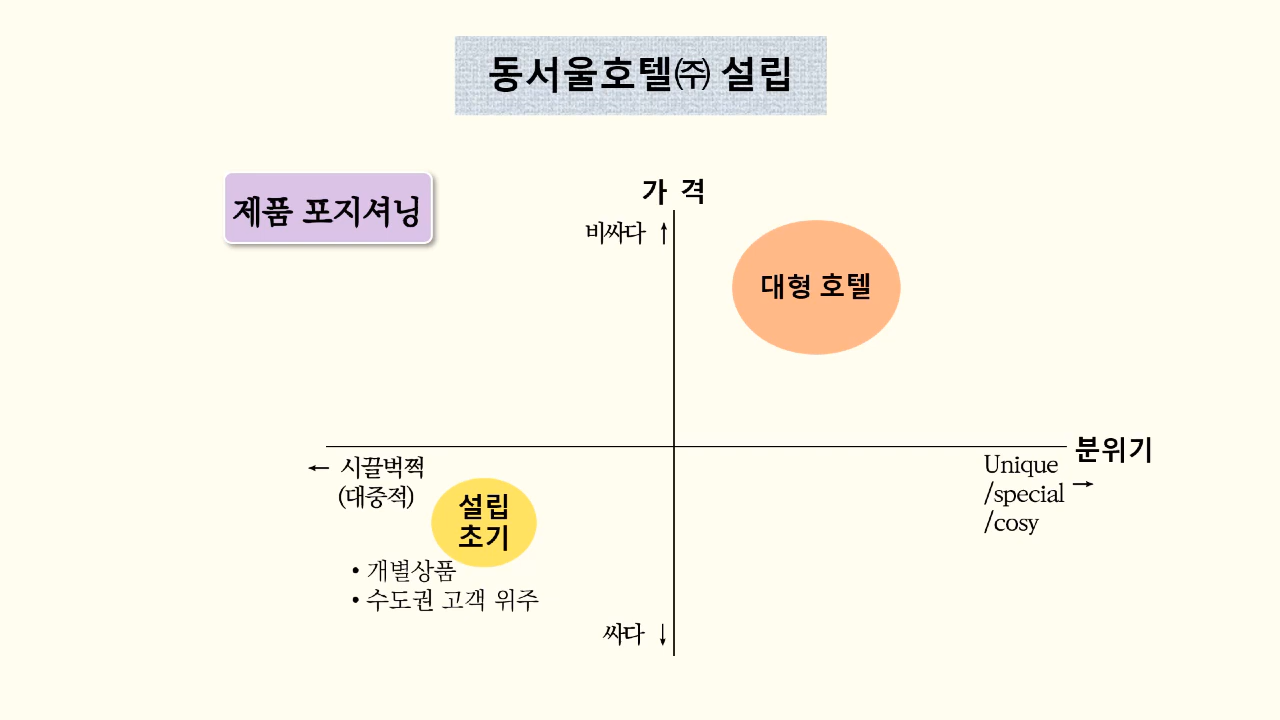 동서울호텔㈜ 설립
제품 포지셔닝
가 격
비싸다 ↑
대형 호텔
분위기
← 시끌벅쩍
(대중적)
Unique
/special →
/cosy
설립
초기
• 개별상품
• 수도권 고객 위주
싸다 ↓